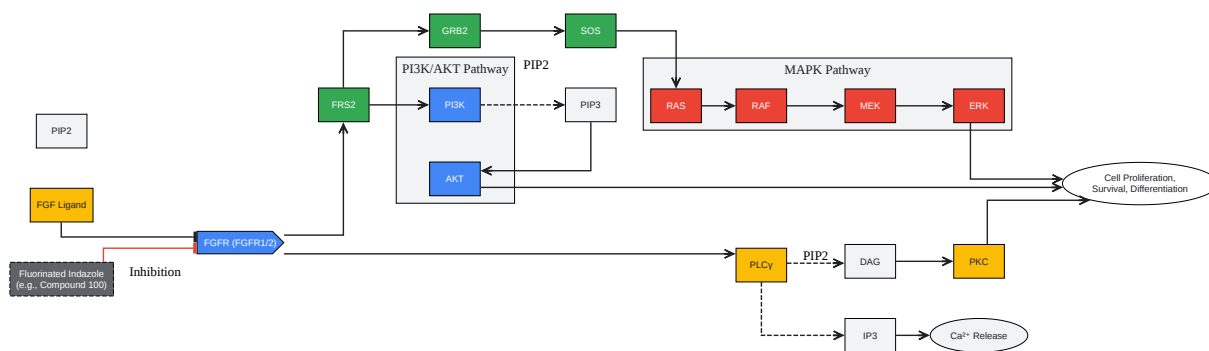 GRB2
SOS
PI3K/AKT Pathway
PIP2
MAPK Pathway
FRS2
PI3K
PIP3
RAS
RAF
MEK
ERK
PIP2
AKT
Cell Proliferation,
Survival, Differentiation
FGF Ligand
FGFR (FGFR1/2)
Fluorinated Indazole
(e.g., Compound 100)
Inhibition
PLCγ
PIP2
DAG
PKC
IP3
Ca²⁺ Release